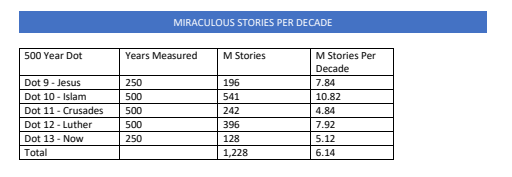 MIRACULOUS STORIES PER DECADE
500 Year Dot Years Measured M Stories M Stories Per
Decade
Dot 9 - Jesus 250 196 7.84
Dot 10 - Islam 500 541 10.82
Dot 11 - Crusades 500 242 4.84
Dot 12 - Luther 500 396 7.92
Dot 13 - Now 250 128 5.12
Total 1,228 6.14